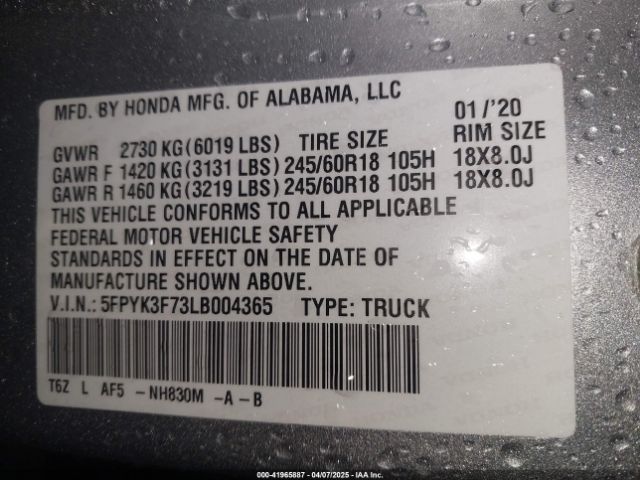 MFD. BY HONDA MFG. OF ALABAMA, LLC 01/'20
GVWR 2730 KG(6019 LBS) TIRE SIZE RIM SIZE
GAWR F 1420 KG(3131 LBS) 245/60R18 105H 18X8.0J
GAWR R 1460 KG(3219 LBS) 245/60R18 105H 18X8.0J
THIS VEHICLE CONFORMS TO ALL APPLICABLE
FEDERAL MOTOR VEHICLE SAFETY
STANDARDS IN EFFECT ON THE DATE OF
MANUFACTURE SHOWN ABOVE.
V.I.N.: 5FPYK3F73LB004365 TYPE: TRUCK
T6Z L AF5 -NH830M -A-B
000-41965887 - 04/07/2025 - IAA Inc.